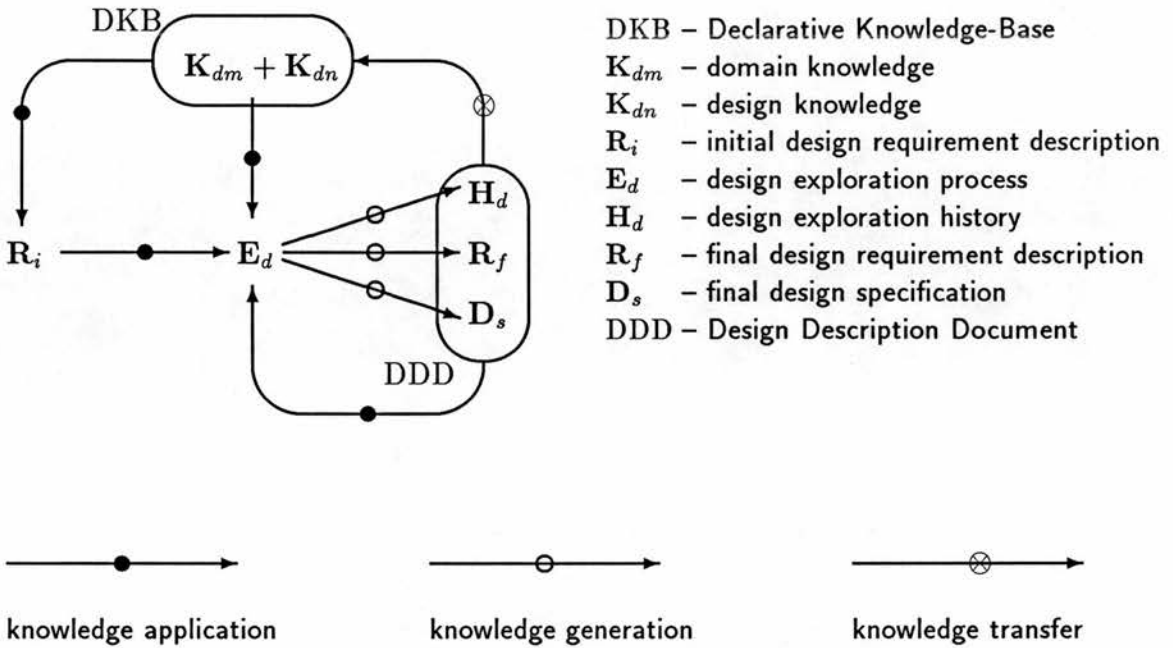 DKB
K_dm + K_dn
R_i
E_d
H_d
R_f
D_s
DDD
DKB – Declarative Knowledge-Base
K_dm – domain knowledge
K_dn – design knowledge
R_i – initial design requirement description
E_d – design exploration process
H_d – design exploration history
R_f – final design requirement description
D_s – final design specification
DDD – Design Description Document
knowledge application
knowledge generation
knowledge transfer